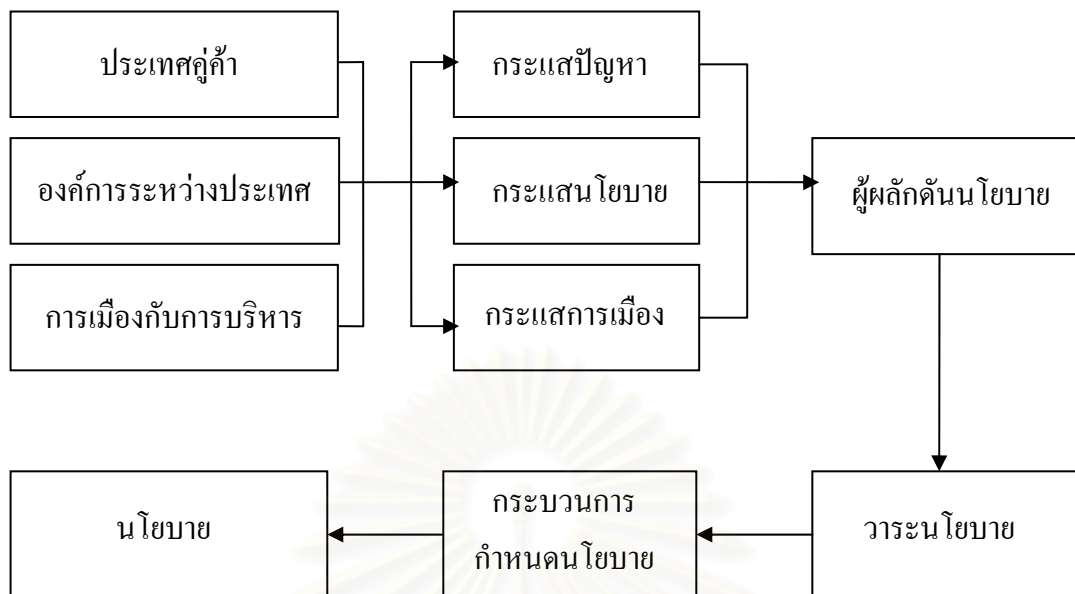 ประเทศคู่ค้า
กระแสปัญหา
องค์การระหว่างประเทศ
กระแสนโยบาย
ผู้ผลักดันนโยบาย
การเมืองกับการบริหาร
กระแสการเมือง
นโยบาย
กระบวนการ
กำหนดนโยบาย
วาระนโยบาย